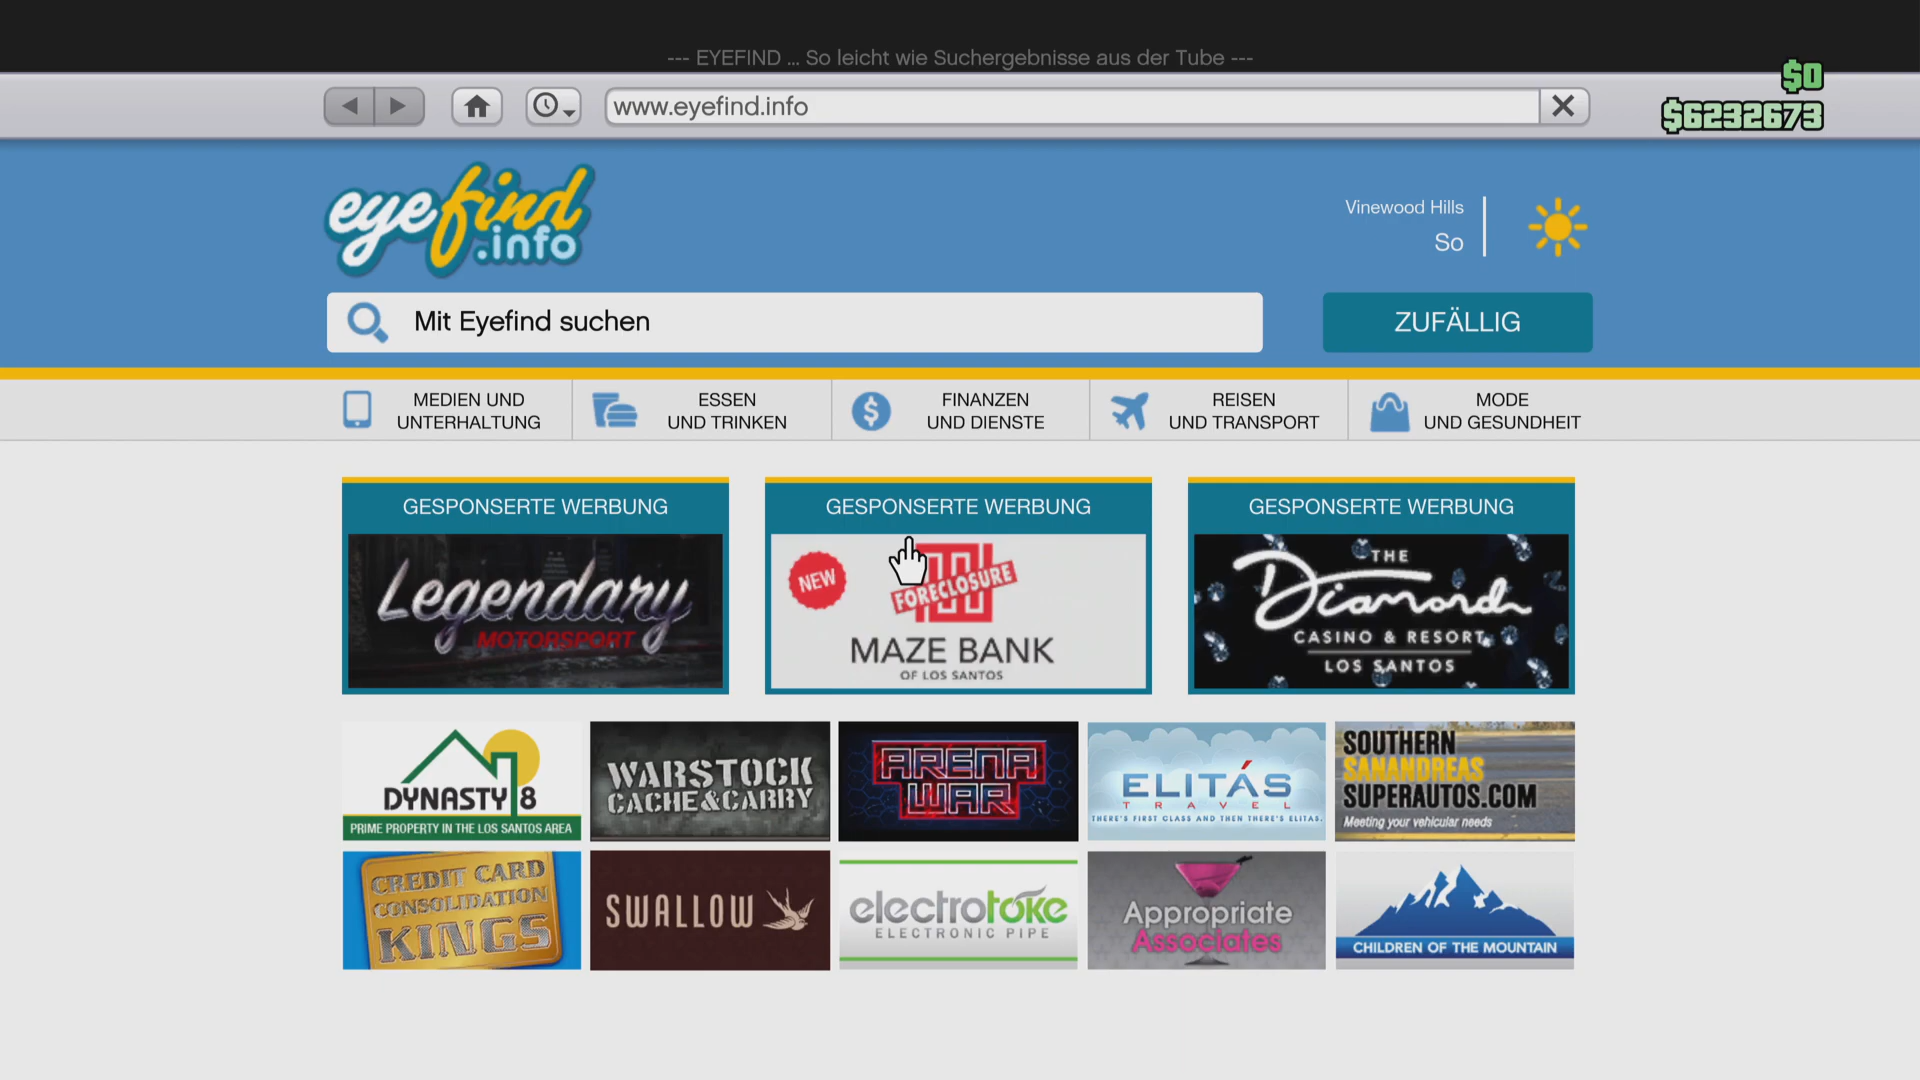 --- EYEFIND ... So leicht wie Suchergebnisse aus der Tube ---
$0
www.eyefind.info
$6232673
eyefind
.info
Vinewood Hills
So
Mit Eyefind suchen
ZUFÄLLIG
MEDIEN UND
UNTERHALTUNG
ESSEN
UND TRINKEN
FINANZEN
UND DIENSTE
REISEN
UND TRANSPORT
MODE
UND GESUNDHEIT
GESPONSERTE WERBUNG
Legendary
MOTORSPORT
GESPONSERTE WERBUNG
NEW
FORECLOSURE
MAZE BANK
OF LOS SANTOS
GESPONSERTE WERBUNG
THE
Diamond
CASINO & RESORT
LOS SANTOS
DYNASTY 8
PRIME PROPERTY IN THE LOS SANTOS AREA
WARSTOCK
CACHE&CARRY
ARENA
WAR
ELITÁS
TRAVEL
THERE'S FIRST CLASS AND THEN THERE'S ELITAS.
SOUTHERN
SANANDREAS
SUPERAUTOS.COM
Meeting your vehicular needs
CREDIT CARD
CONSOLIDATION
KINGS
SWALLOW
electrotoke
ELECTRONIC PIPE
Appropriate
Associates
CHILDREN OF THE MOUNTAIN